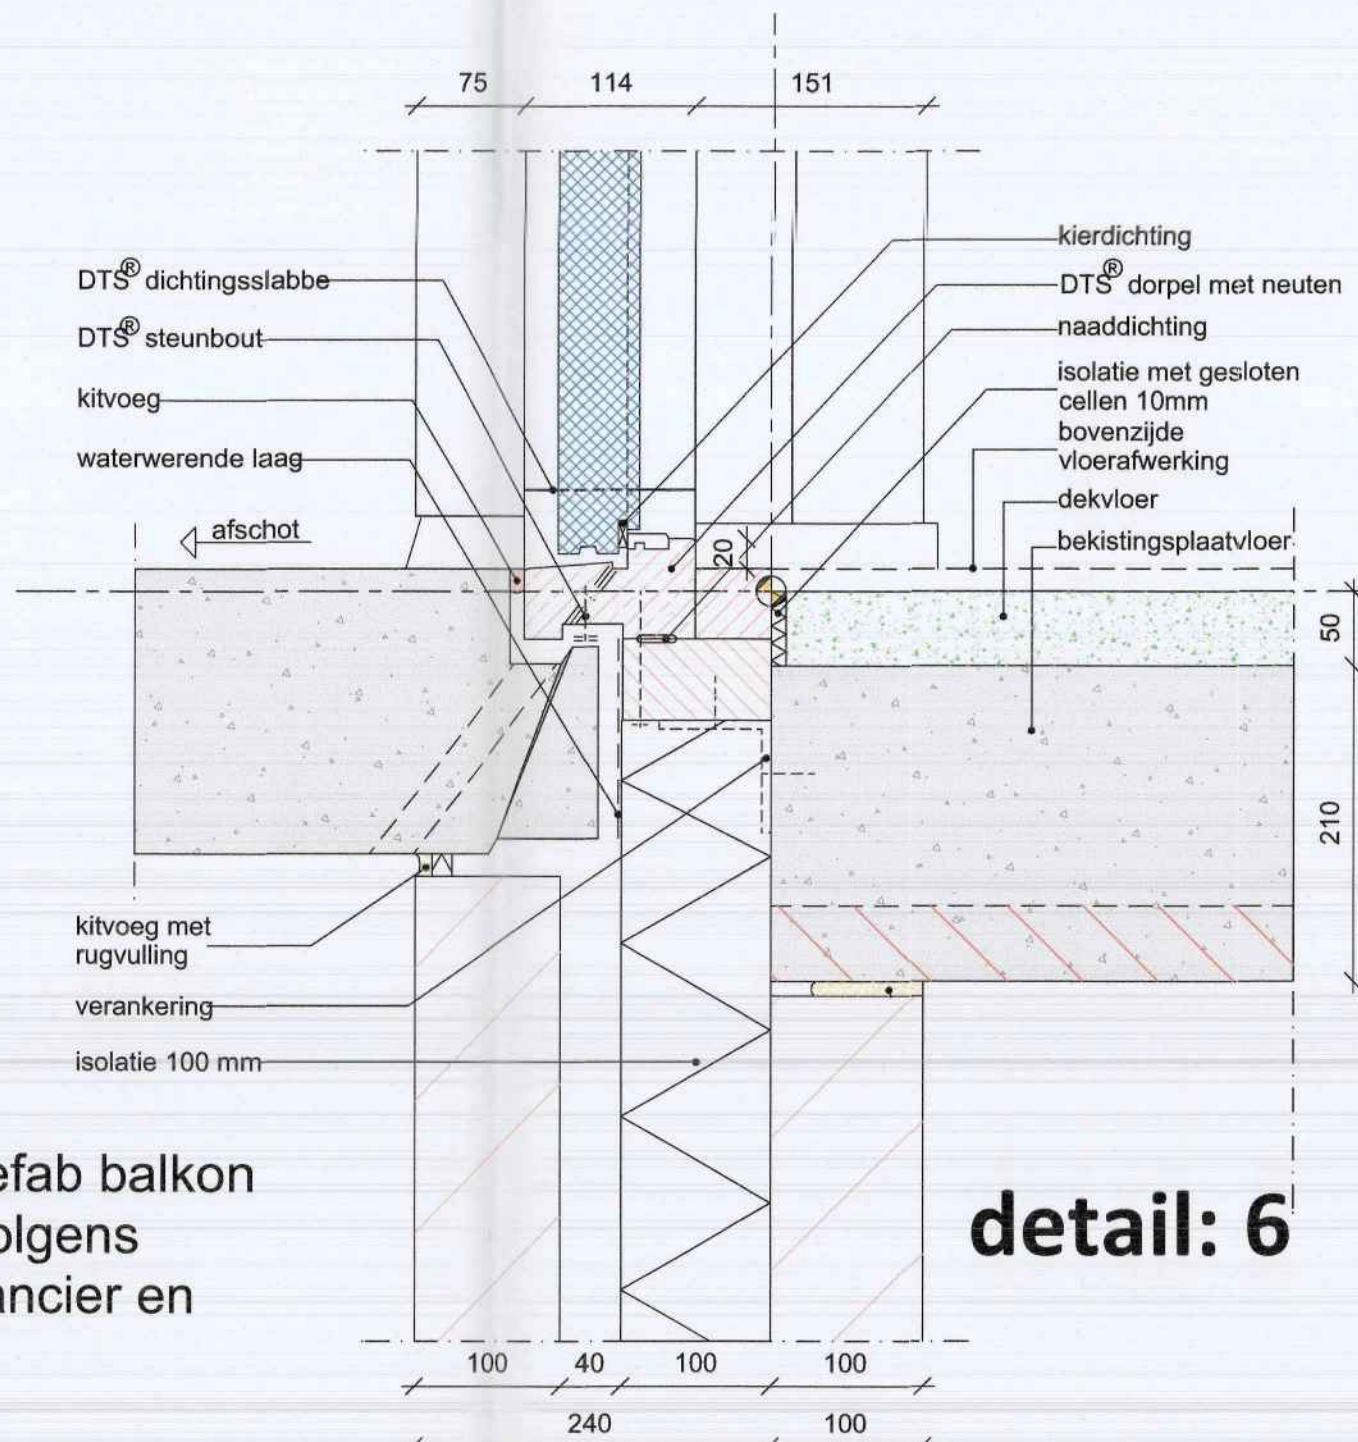 75
114
151
kierdichting
DTS® dorpel met neuten
naaddichting
isolatie met gesloten
cellen 10mm
bovenzijde
vloerafwerking
dekvloer
bekistingsplaatvloer
DTS® dichtingsslabbe
DTS® steunbout
kitvoeg
waterwerende laag
afschot
20
50
210
kitvoeg met
rugvulling
verankering
isolatie 100 mm
efab balkon
olgens
ancier en
detail: 6
100
40
100
100
240
100